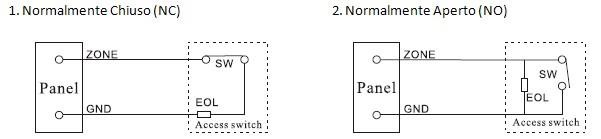 1. Normalmente Chiuso (NC)
ZONE
SW
Panel
EOL
GND
Access switch
2. Normalmente Aperto (NO)
ZONE
SW
Panel
EOL
GND
Access switch